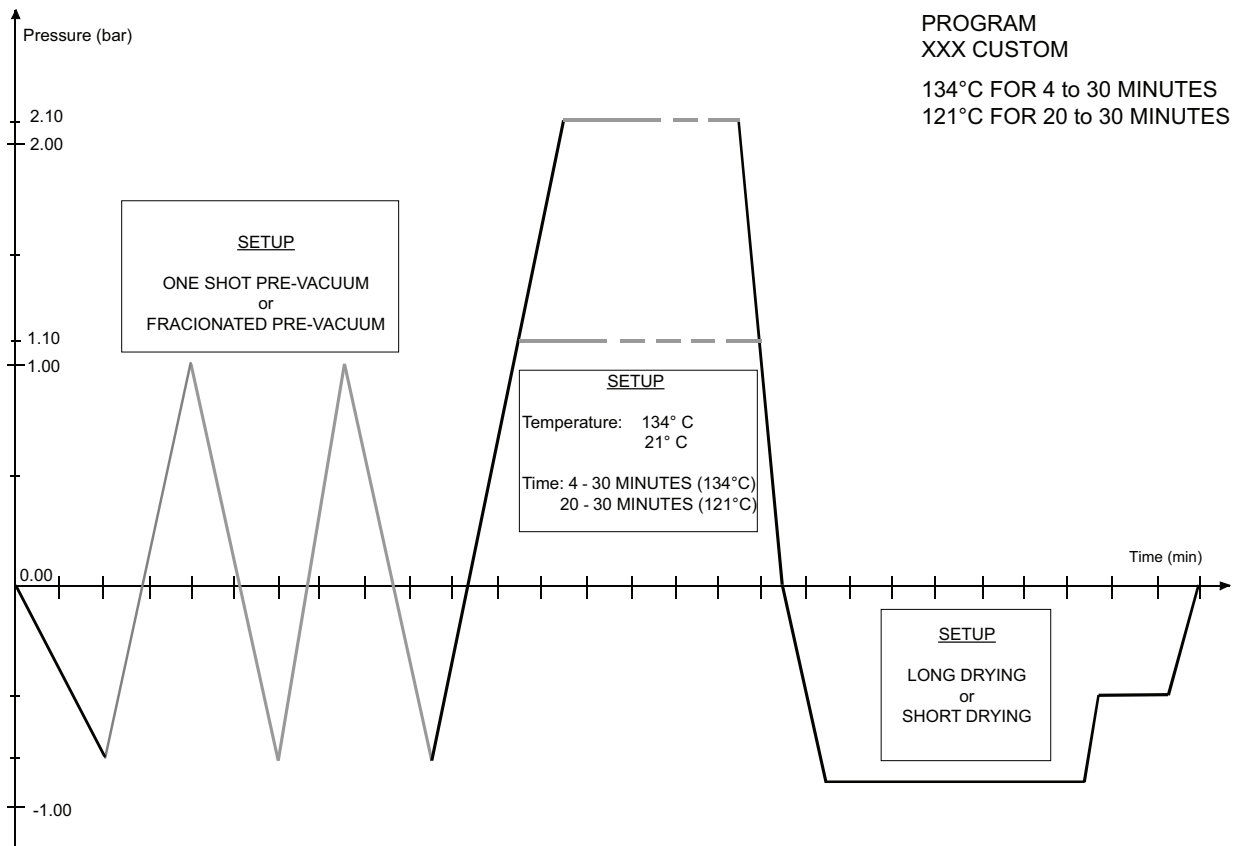 Pressure (bar)
PROGRAM
XXX CUSTOM
134°C FOR 4 to 30 MINUTES
121°C FOR 20 to 30 MINUTES
2.10
2.00
SETUP
ONE SHOT PRE-VACUUM
or
FRACIONATED PRE-VACUUM
1.10
1.00
SETUP
Temperature: 134° C
21° C
Time: 4 - 30 MINUTES (134°C)
20 - 30 MINUTES (121°C)
0.00
Time (min)
SETUP
LONG DRYING
or
SHORT DRYING
-1.00